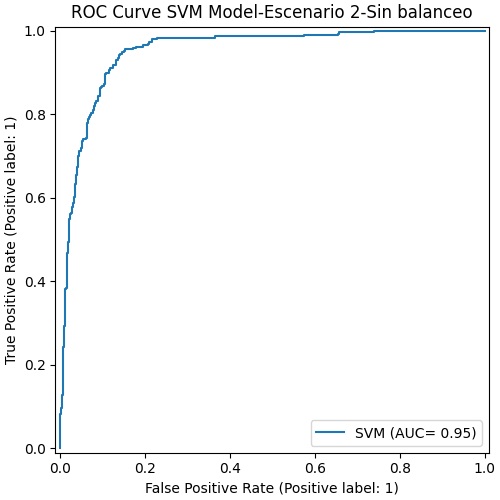 ROC Curve SVM Model-Escenario 2-Sin balanceo
True Positive Rate (Positive label: 1)
1.0
0.8
0.6
0.4
0.2
0.0
SVM (AUC= 0.95)
0.0 0.2 0.4 0.6 0.8 1.0
False Positive Rate (Positive label: 1)